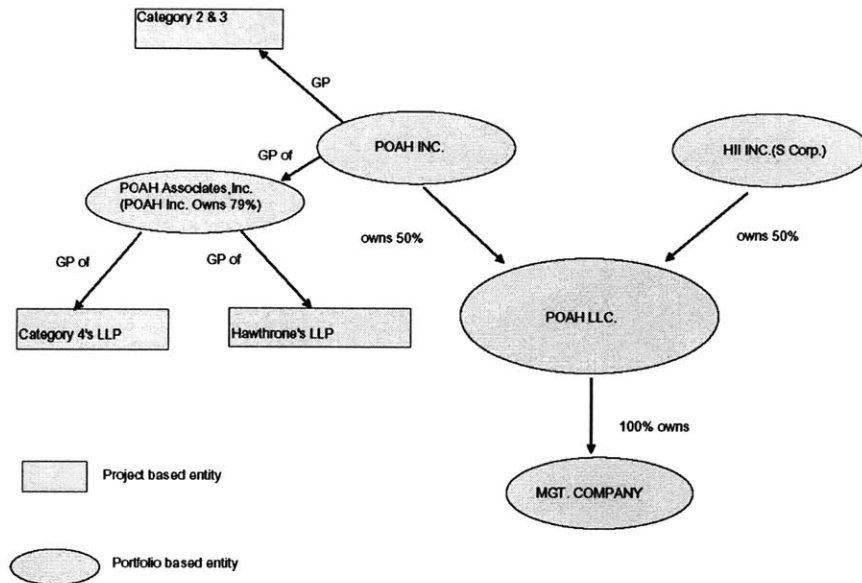 Category 2 & 3
GP
POAH INC.
HII INC.(S Corp.)
GP of
POAH Associates,Inc.
(POAH Inc. Owns 79%)
owns 50%
owns 50%
GP of
GP of
POAH LLC.
Category 4's LLP
Hawthrone's LLP
100% owns
Project based entity
MGT. COMPANY
Portfolio based entity